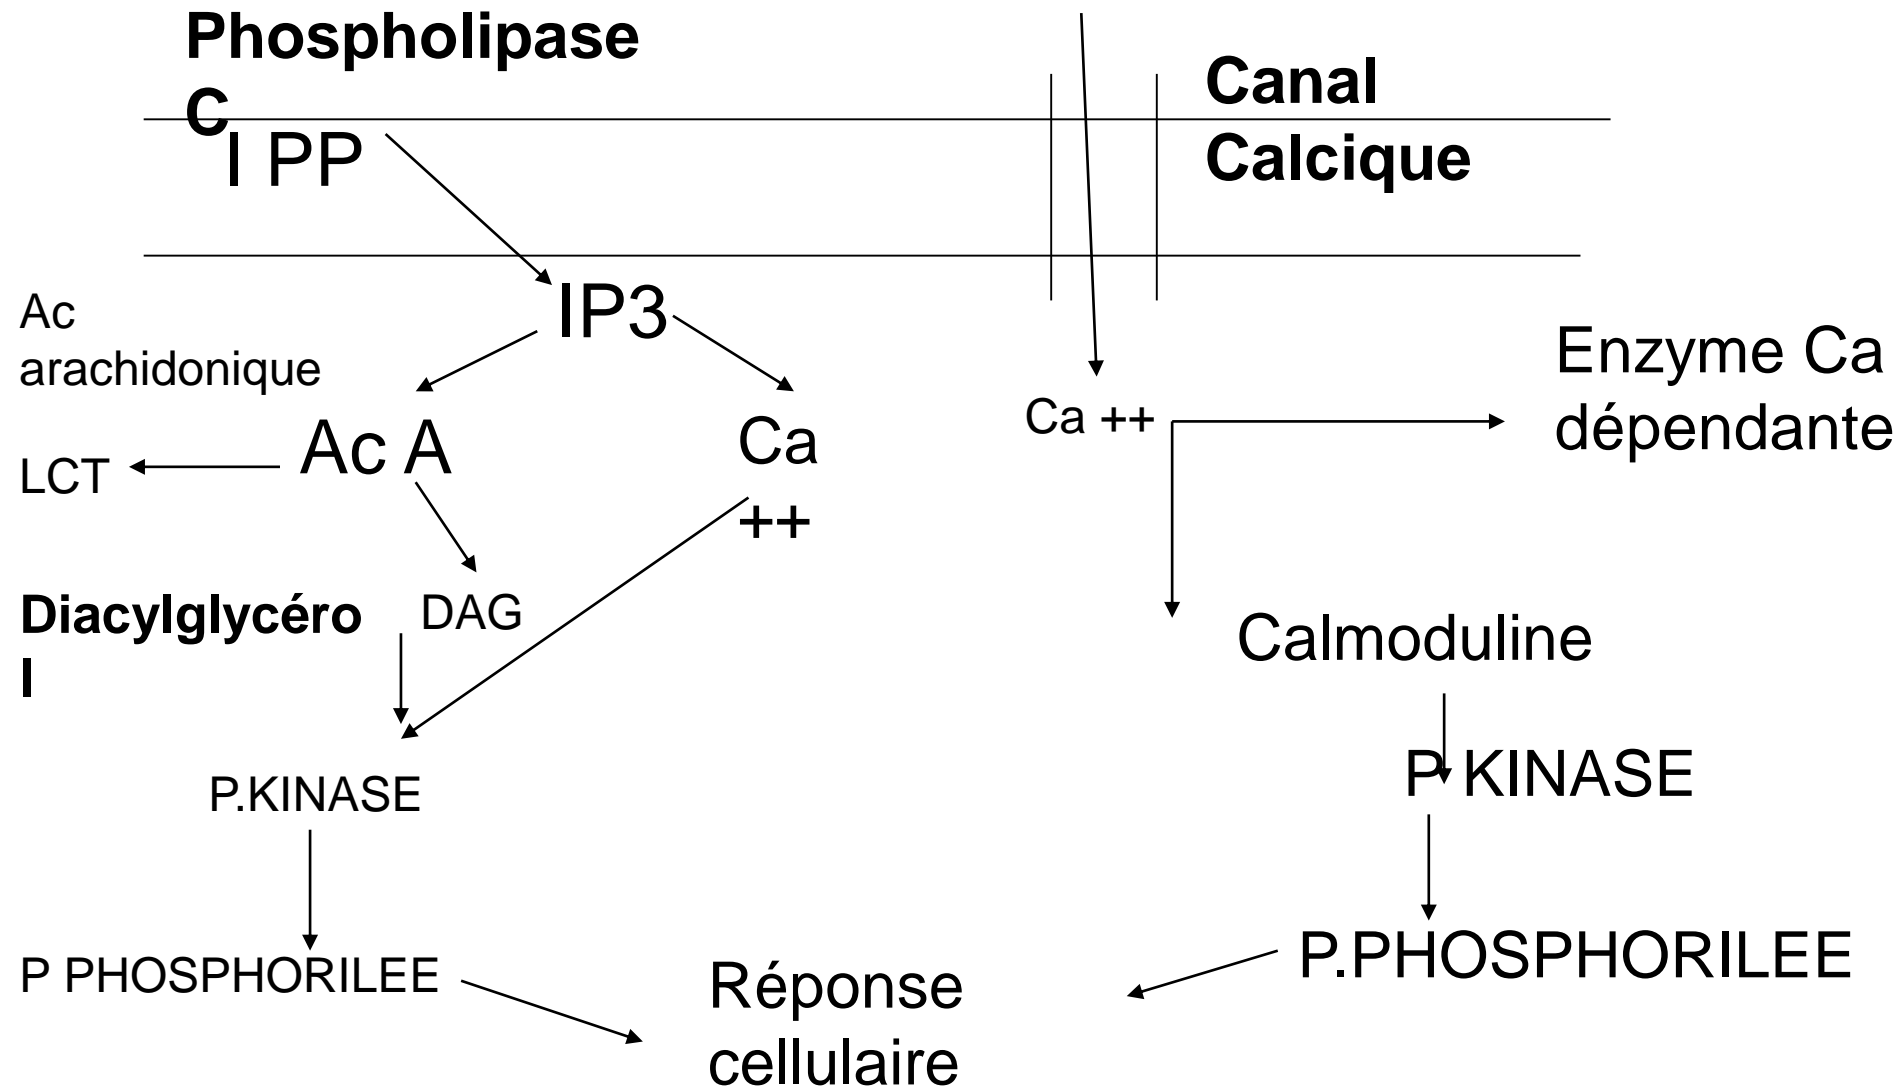 Phospholipase
C
I PP
Canal
Calcique
IP3
Ac
arachidonique
Enzyme Ca
dépendante
Ac A
Ca
++
Ca ++
LCT
Diacylglycéro
l
DAG
Calmoduline
P.KINASE
P KINASE
P PHOSPHORILEE
Réponse
cellulaire
P.PHOSPHORILEE